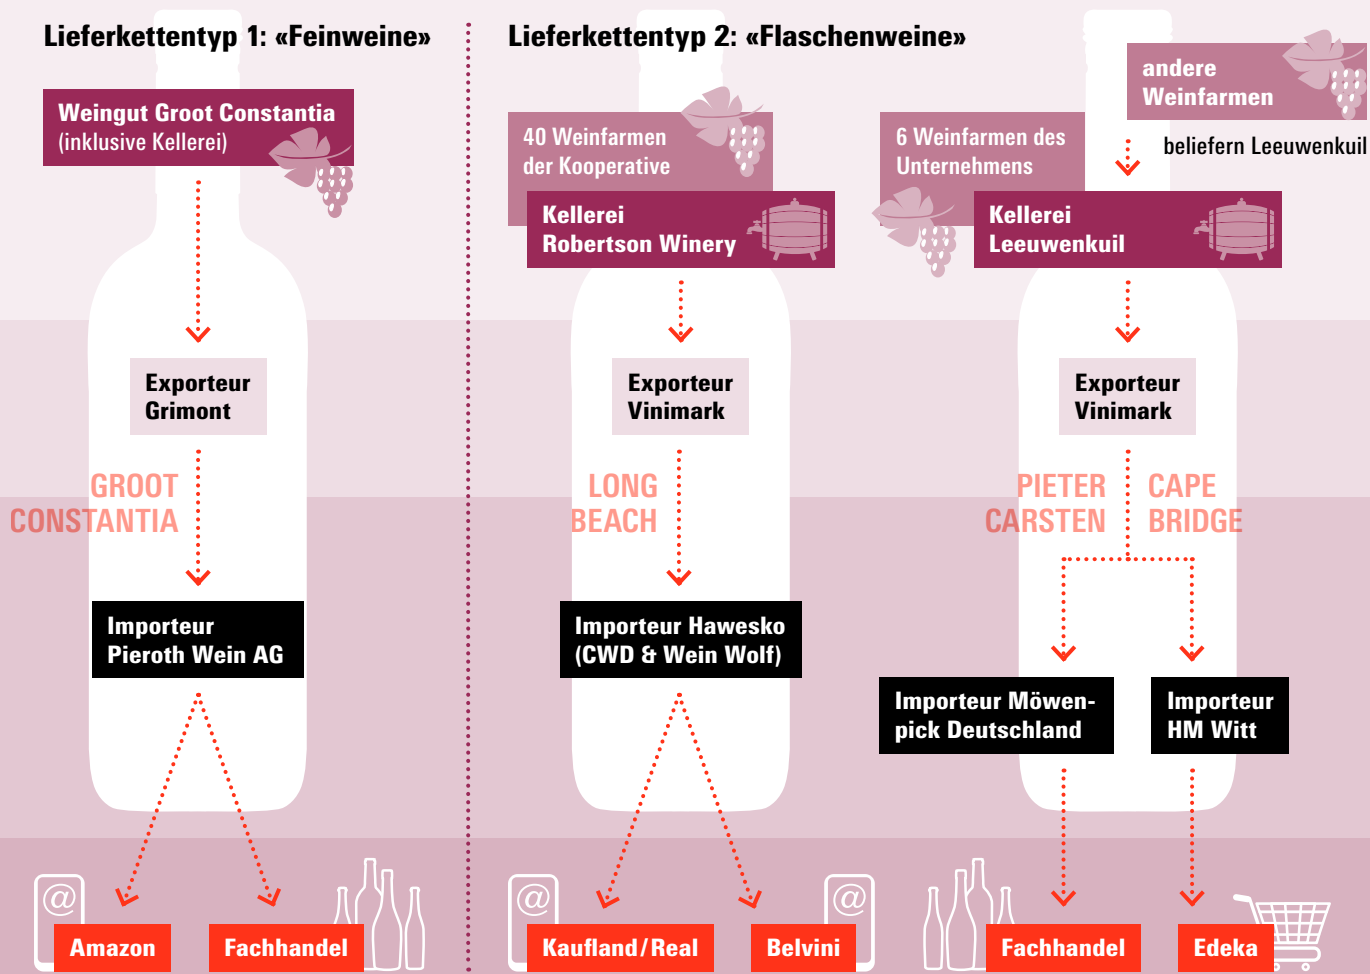 Lieferkettentyp 1: «Feinweine»
Weingut Groot Constantia
(inklusive Kellerei)
Exporteur
Grimont
GROOT
CONSTANTIA
Importeur
Pieroth Wein AG
@
Amazon
Fachhandel
Lieferkettentyp 2: «Flaschenweine»
40 Weinfarmen
der Kooperative
Kellerei
Robertson Winery
Exporteur
Vinimark
LONG
BEACH
Importeur Hawesko
(CWD & Wein Wolf)
@
Kaufland/Real
@
Belvini
andere
Weinfarmen
beliefern Leeuwenkuil
6 Weinfarmen des
Unternehmens
Kellerei
Leeuwenkuil
Exporteur
Vinimark
PIETER
CARSTEN
CAPE
BRIDGE
Importeur Möwen-
pick Deutschland
Importeur
HM Witt
Fachhandel
Edeka